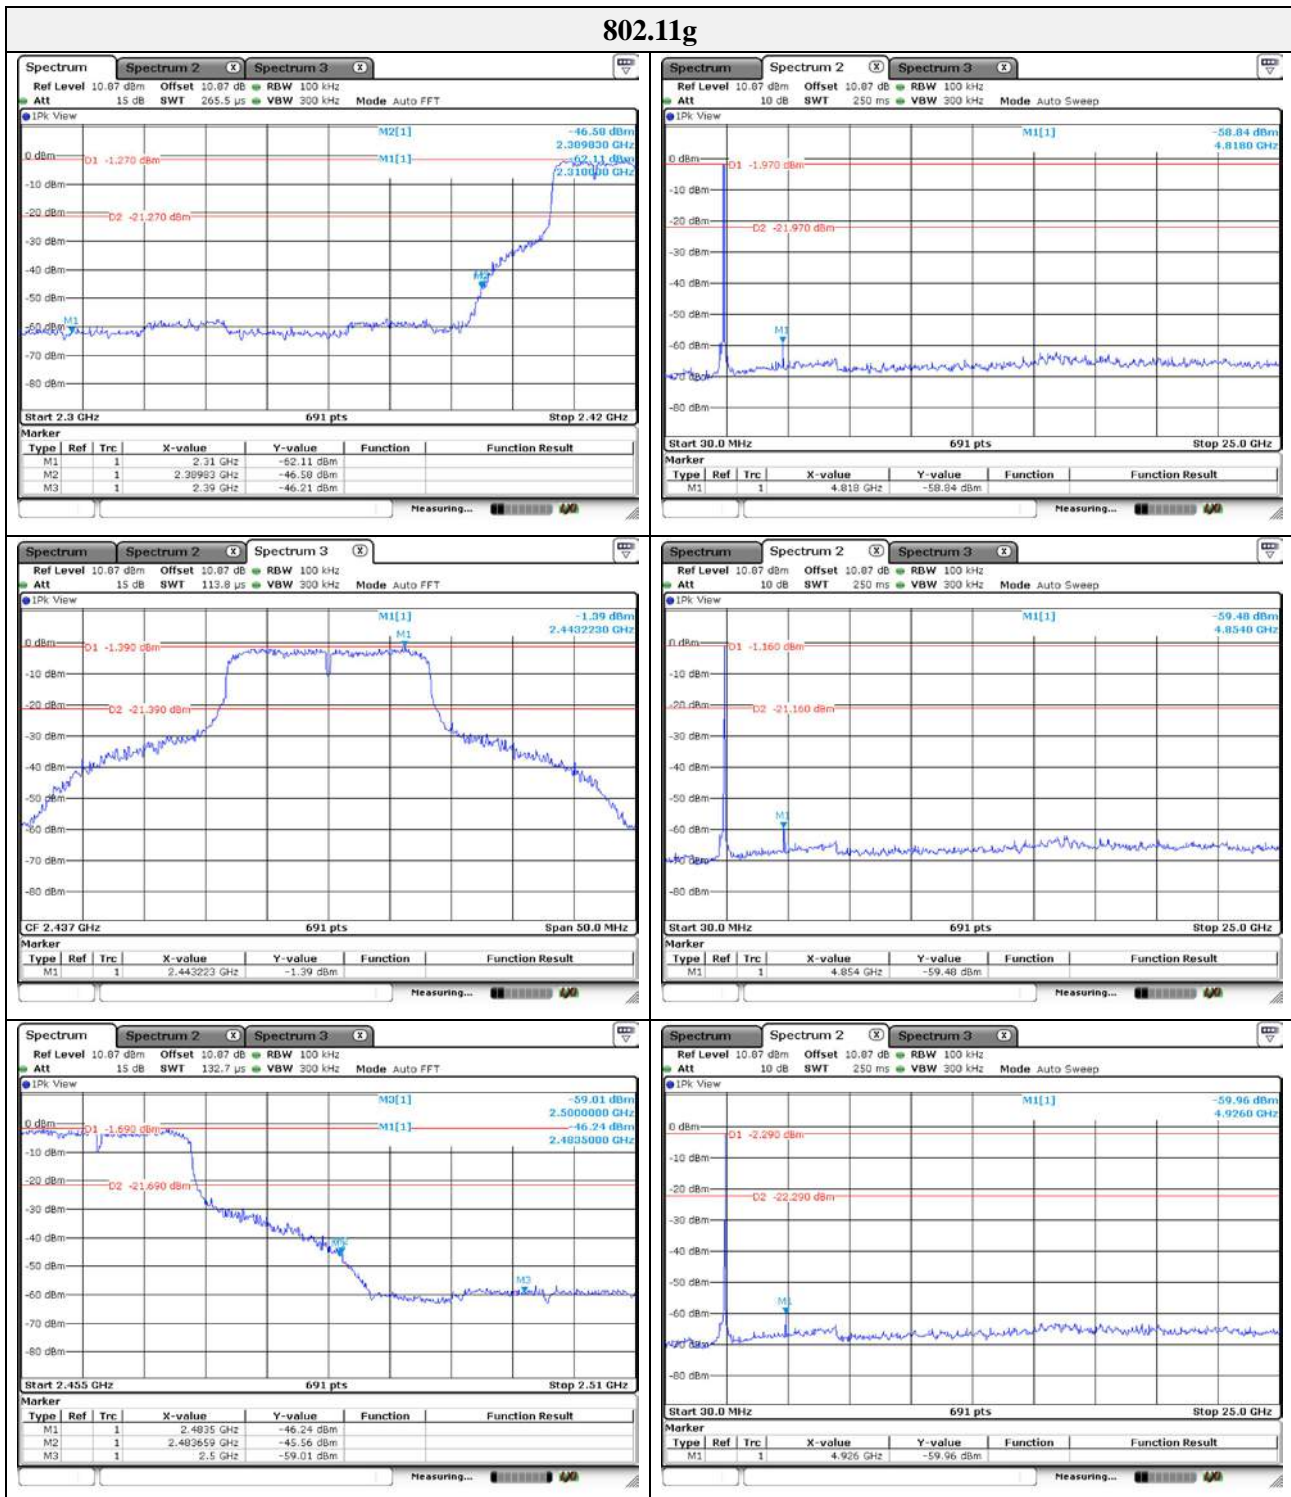 802.11g
Spectrum Spectrum 2 Spectrum 3
Ref Level 10.87 dBm Offset 10.87 dB RBW 100 kHz
Att 15 dB SWT 265.5 µs VBW 300 kHz Mode Auto FFT
1Pk View
M2[1] -46.58 dBm
2.389830 GHz
0 dBm D1 -1.270 dBm M1[1] -62.11 dBm
2.310000 GHz
-10 dBm
-20 dBm D2 -21.270 dBm
-30 dBm
-40 dBm
M2
-50 dBm
-60 dBm M1
-70 dBm
-80 dBm
Start 2.3 GHz 691 pts Stop 2.42 GHz
Marker
Type Ref Trc X-value Y-value Function Function Result
M1 1 2.31 GHz -62.11 dBm
M2 1 2.38983 GHz -46.58 dBm
M3 1 2.39 GHz -46.21 dBm
Measuring...
Spectrum Spectrum 2 Spectrum 3
Ref Level 10.87 dBm Offset 10.87 dB RBW 100 kHz
Att 10 dB SWT 250 ms VBW 300 kHz Mode Auto Sweep
1Pk View
M1[1] -58.84 dBm
4.8180 GHz
0 dBm D1 -1.970 dBm
-10 dBm
-20 dBm D2 -21.970 dBm
-30 dBm
-40 dBm
-50 dBm
M1
-60 dBm
-70 dBm
-80 dBm
Start 30.0 MHz 691 pts Stop 25.0 GHz
Marker
Type Ref Trc X-value Y-value Function Function Result
M1 1 4.818 GHz -58.84 dBm
Measuring...
Spectrum Spectrum 2 Spectrum 3
Ref Level 10.87 dBm Offset 10.87 dB RBW 100 kHz
Att 15 dB SWT 113.8 µs VBW 300 kHz Mode Auto FFT
1Pk View
M1[1] -1.39 dBm
2.4432230 GHz
M1
0 dBm D1 -1.390 dBm
-10 dBm
-20 dBm D2 -21.390 dBm
-30 dBm
-40 dBm
-50 dBm
-60 dBm
-70 dBm
-80 dBm
CF 2.437 GHz 691 pts Span 50.0 MHz
Marker
Type Ref Trc X-value Y-value Function Function Result
M1 1 2.443223 GHz -1.39 dBm
Measuring...
Spectrum Spectrum 2 Spectrum 3
Ref Level 10.87 dBm Offset 10.87 dB RBW 100 kHz
Att 10 dB SWT 250 ms VBW 300 kHz Mode Auto Sweep
1Pk View
M1[1] -59.48 dBm
4.8540 GHz
0 dBm D1 -1.160 dBm
-10 dBm
-20 dBm D2 -21.160 dBm
-30 dBm
-40 dBm
-50 dBm
M1
-60 dBm
-70 dBm
-80 dBm
Start 30.0 MHz 691 pts Stop 25.0 GHz
Marker
Type Ref Trc X-value Y-value Function Function Result
M1 1 4.854 GHz -59.48 dBm
Measuring...
Spectrum Spectrum 2 Spectrum 3
Ref Level 10.87 dBm Offset 10.87 dB RBW 100 kHz
Att 15 dB SWT 132.7 µs VBW 300 kHz Mode Auto FFT
1Pk View
M3[1] -59.01 dBm
2.5000000 GHz
0 dBm D1 -1.690 dBm M1[1] -46.24 dBm
2.4835000 GHz
-10 dBm
-20 dBm D2 -21.690 dBm
-30 dBm
-40 dBm
-50 dBm
M3
-60 dBm
-70 dBm
-80 dBm
Start 2.455 GHz 691 pts Stop 2.51 GHz
Marker
Type Ref Trc X-value Y-value Function Function Result
M1 1 2.4835 GHz -46.24 dBm
M2 1 2.483659 GHz -45.56 dBm
M3 1 2.5 GHz -59.01 dBm
Measuring...
Spectrum Spectrum 2 Spectrum 3
Ref Level 10.87 dBm Offset 10.87 dB RBW 100 kHz
Att 10 dB SWT 250 ms VBW 300 kHz Mode Auto Sweep
1Pk View
M1[1] -59.96 dBm
4.9260 GHz
0 dBm D1 -2.290 dBm
-10 dBm
-20 dBm D2 -22.290 dBm
-30 dBm
-40 dBm
-50 dBm
M1
-60 dBm
-70 dBm
-80 dBm
Start 30.0 MHz 691 pts Stop 25.0 GHz
Marker
Type Ref Trc X-value Y-value Function Function Result
M1 1 4.926 GHz -59.96 dBm
Measuring...